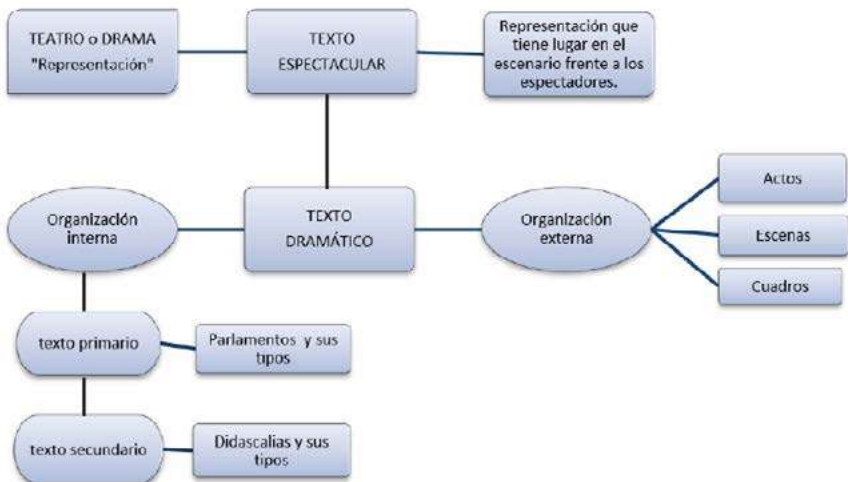 TEATRO o DRAMA
"Representación"
TEXTO
ESPECTACULAR
Representación que
tiene lugar en el
escenario frente a los
espectadores.
Organización
interna
TEXTO
DRAMÁTICO
Organización
externa
Actos
Escenas
Cuadros
texto primario
Parlamentos y sus
tipos
texto secundario
Didascalias y sus
tipos